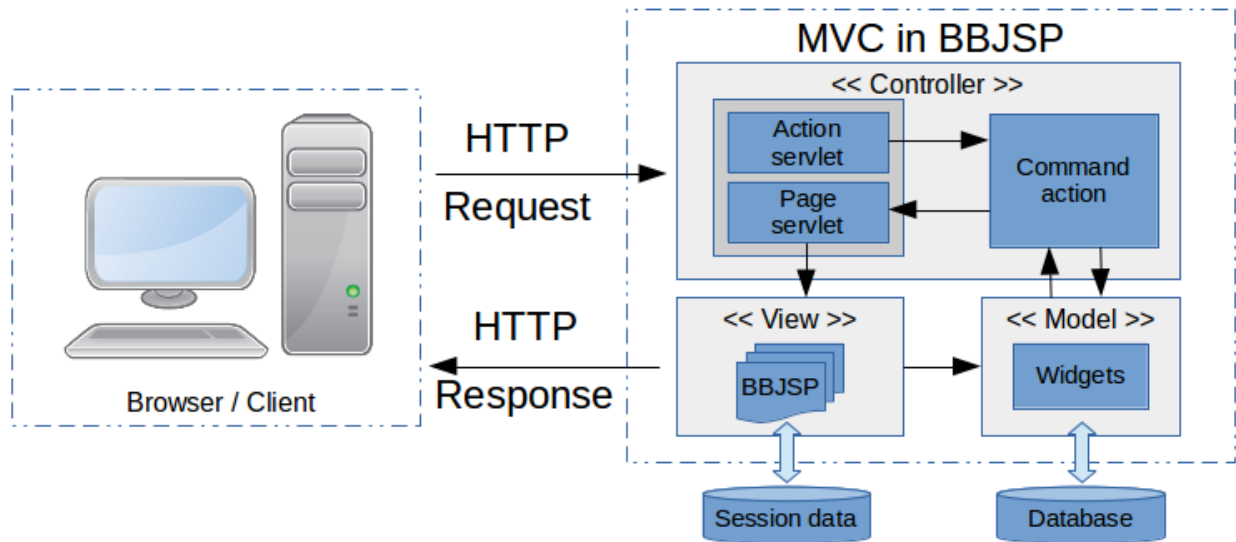 MVC in BBJSP
<< Controller >>
Action
servlet
Page
servlet
Command
action
HTTP
Request
HTTP
Response
Browser / Client
<< View >>
BBJSP
<< Model >>
Widgets
Session data
Database